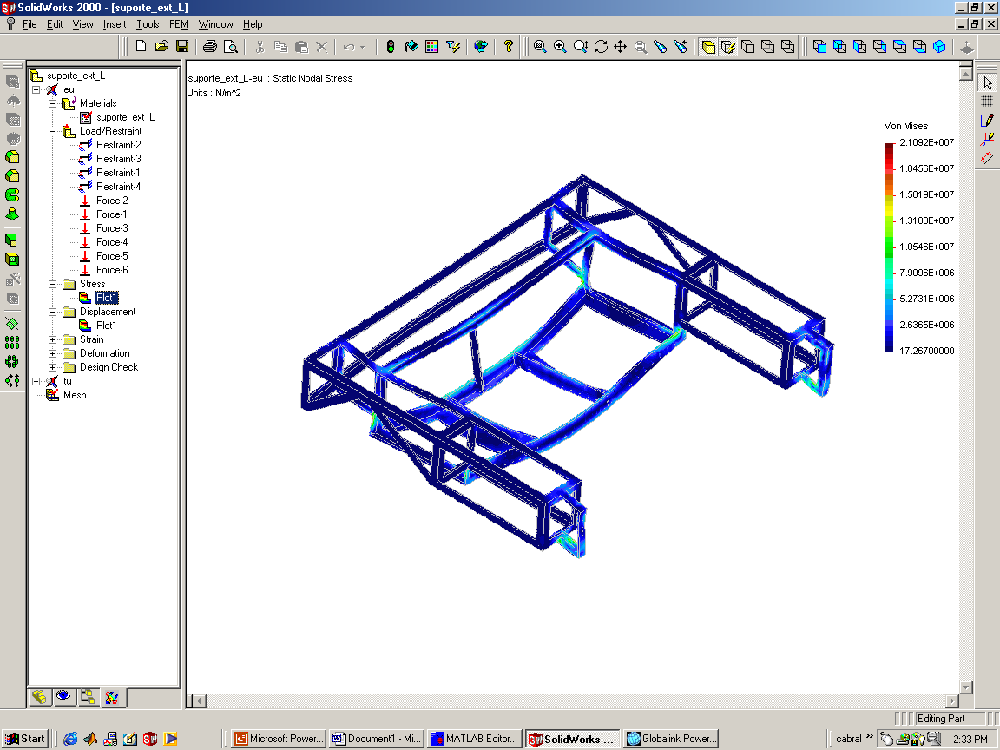 SolidWorks 2000 - [suporte_ext_L]
File Edit View Insert Tools FEM Window Help
suporte_ext_L
eu
Materials
suporte_ext_L
Load/Restraint
Restraint-2
Restraint-3
Restraint-1
Restraint-4
Force-2
Force-1
Force-3
Force-4
Force-5
Force-6
Stress
Plot1
Displacement
Plot1
Strain
Deformation
Design Check
tu
Mesh
suporte_ext_L-eu :: Static Nodal Stress
Units : N/m^2
Von Mises
2.1092E+007
1.8456E+007
1.5819E+007
1.3183E+007
1.0546E+007
7.9096E+006
5.2731E+006
2.6365E+006
17.26700000
Editing Part
Start Microsoft Power... Document1 - Mi... MATLAB Editor... SolidWorks ... Globalink Power... cabral » 2:33 PM